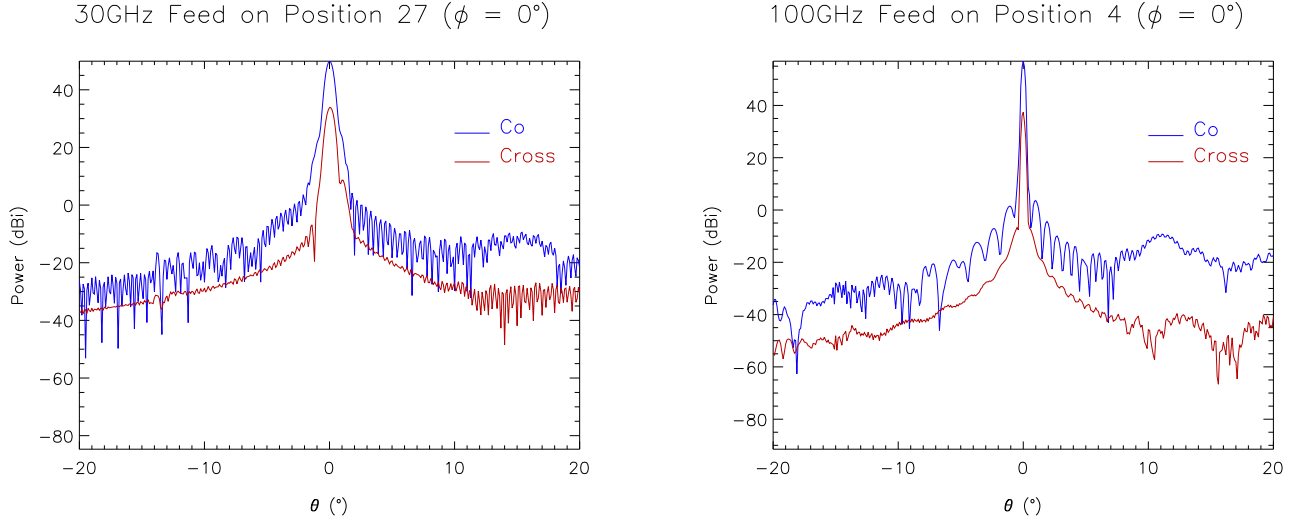 30GHz Feed on Position 27 (ϕ = 0°)
40
20
0
−20
−40
−60
−80
Power (dBi)
Co
Cross
−20
−10
0
10
20
θ (°)
100GHz Feed on Position 4 (ϕ = 0°)
40
20
0
−20
−40
−60
−80
Power (dBi)
Co
Cross
−20
−10
0
10
20
θ (°)